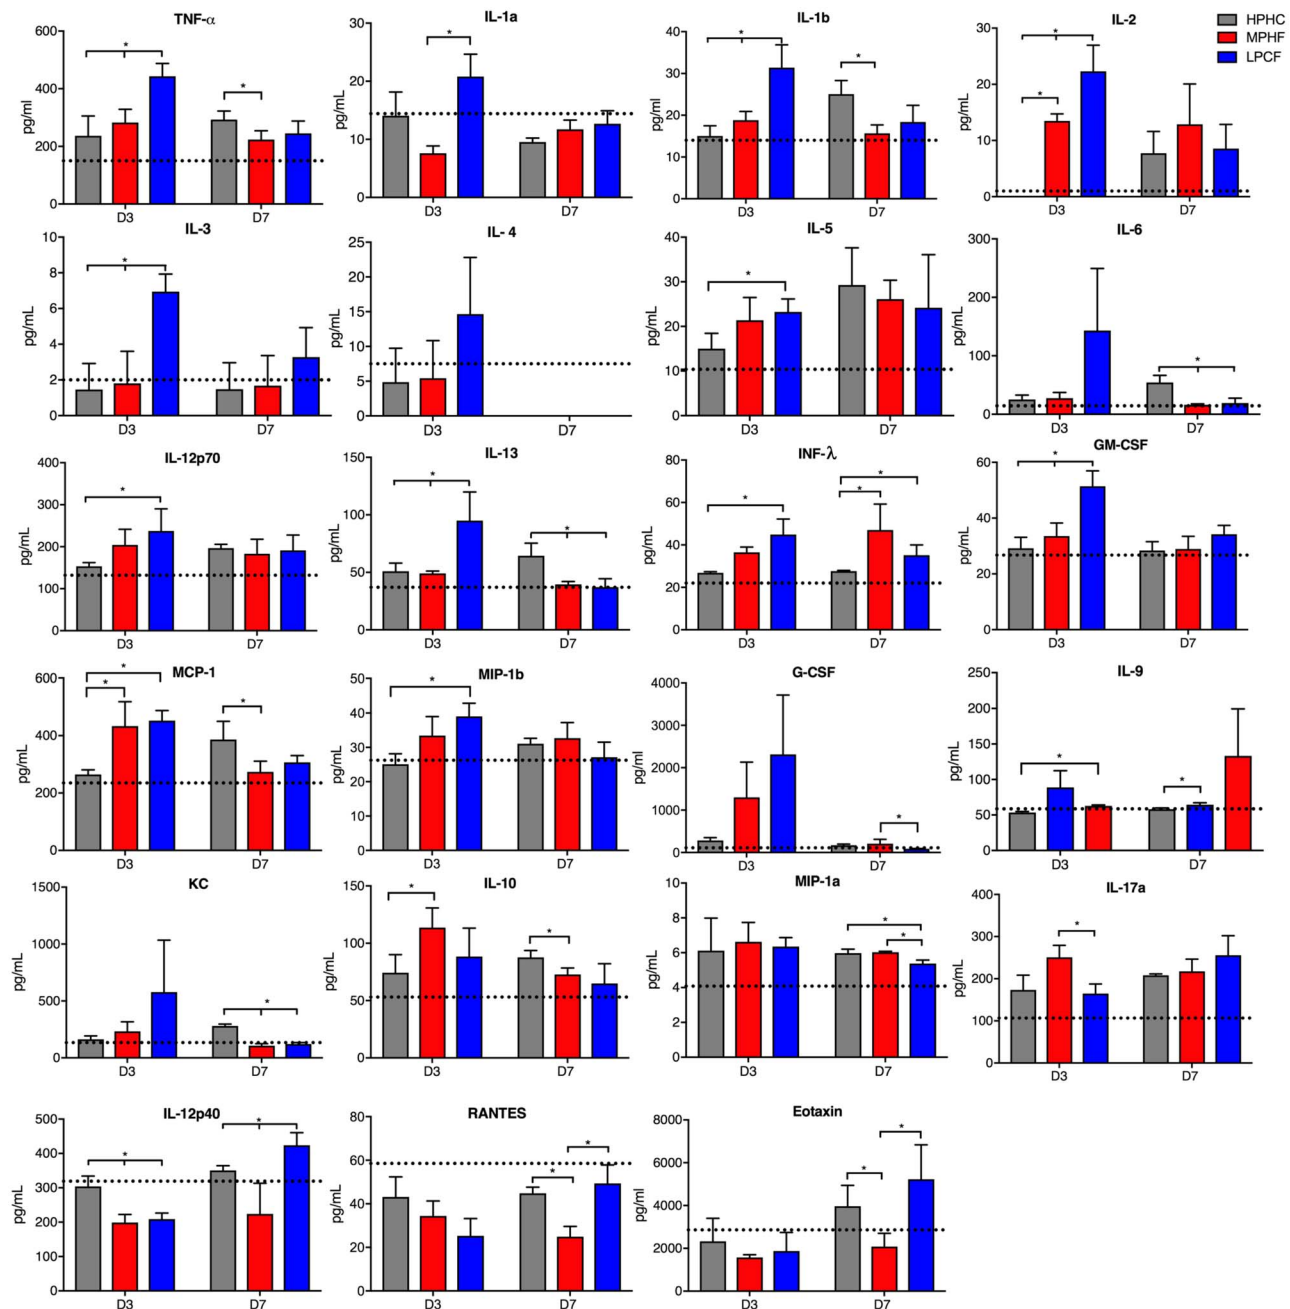 TNF-α
pg/ml
600
400
200
0
D3
D7
*
*
IL-1a
pg/mL
30
20
10
0
D3
D7
*
IL-1b
pg/mL
40
30
20
10
0
D3
D7
*
*
IL-2
pg/mL
30
20
10
0
D3
D7
*
*
HPHC
MPHF
LPCF
IL-3
pg/mL
10
8
6
4
2
0
D3
D7
*
IL- 4
pg/mL
25
20
15
10
5
0
D3
D7
IL-5
pg/mL
40
30
20
10
0
D3
D7
*
IL-6
pg/mL
300
200
100
0
D3
D7
*
IL-12p70
pg/mL
400
300
200
100
0
D3
D7
*
IL-13
pg/mL
150
100
50
0
D3
D7
*
*
INF-λ
pg/mL
80
60
40
20
0
D3
D7
*
*
*
GM-CSF
pg/mL
60
40
20
0
D3
D7
*
MCP-1
pg/mL
600
400
200
0
D3
D7
*
*
*
MIP-1b
pg/mL
50
40
30
20
10
0
D3
D7
*
G-CSF
pg/ml
4000
3000
2000
1000
0
D3
D7
*
IL-9
pg/mL
250
200
150
100
50
0
D3
D7
*
*
KC
pg/mL
1500
1000
500
0
D3
D7
*
IL-10
pg/mL
150
100
50
0
D3
D7
*
*
MIP-1a
pg/mL
10
8
6
4
2
0
D3
D7
*
*
IL-17a
pg/mL
400
300
200
100
0
D3
D7
*
IL-12p40
pg/mL
500
400
300
200
100
0
D3
D7
*
*
RANTES
pg/mL
80
60
40
20
0
D3
D7
*
*
Eotaxin
pg/ml
8000
6000
4000
2000
0
D3
D7
*
*